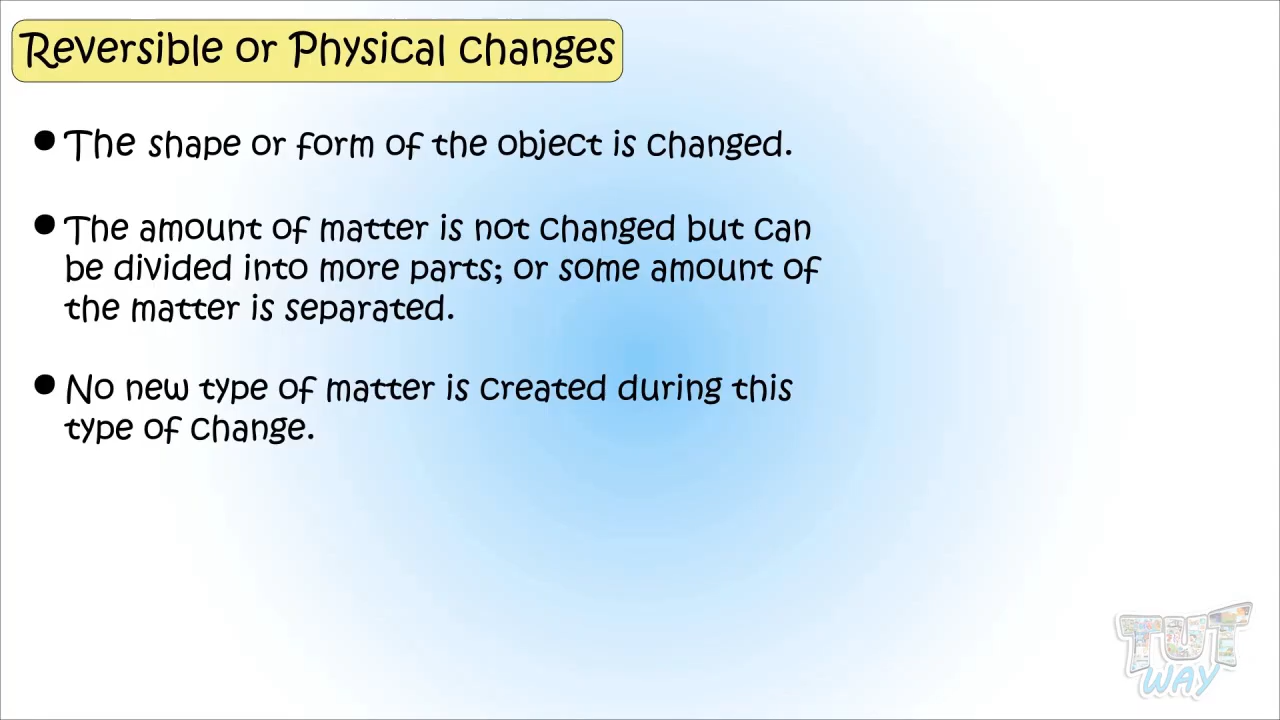 Reversible or Physical changes
● The shape or form of the object is changed.
● The amount of matter is not changed but can
be divided into more parts; or some amount of
the matter is separated.
● No new type of matter is created during this
type of change.
TUT
WAY